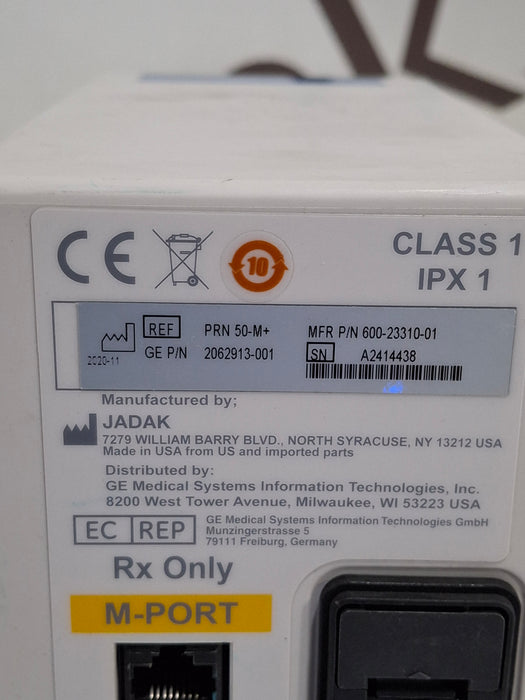 CE
10
CLASS 1
IPX 1
REF PRN 50-M+ MFR P/N 600-23310-01
2020-11 GE P/N 2062913-001 SN A2414438
Manufactured by;
JADAK
7279 WILLIAM BARRY BLVD., NORTH SYRACUSE, NY 13212 USA
Made in USA from US and imported parts
Distributed by:
GE Medical Systems Information Technologies, Inc.
8200 West Tower Avenue, Milwaukee, WI 53223 USA
EC REP
GE Medical Systems Information Technologies GmbH
Munzingerstrasse 5
79111 Freiburg, Germany
Rx Only
M-PORT